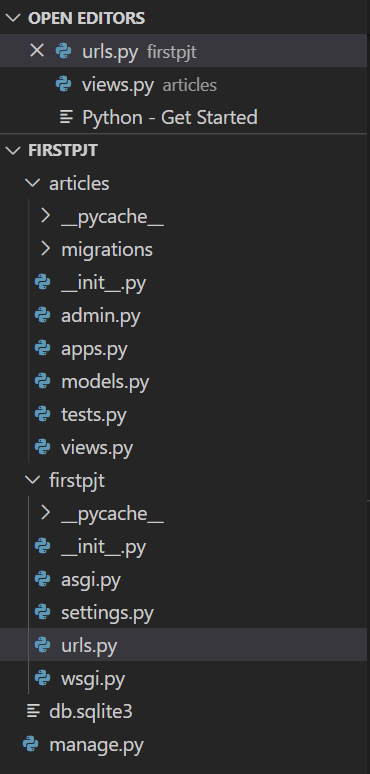 OPEN EDITORS
urls.py firstpjt
views.py articles
Python - Get Started
FIRSTPJT
articles
__pycache__
migrations
__init__.py
admin.py
apps.py
models.py
tests.py
views.py
firstpjt
__pycache__
__init__.py
asgi.py
settings.py
urls.py
wsgi.py
db.sqlite3
manage.py